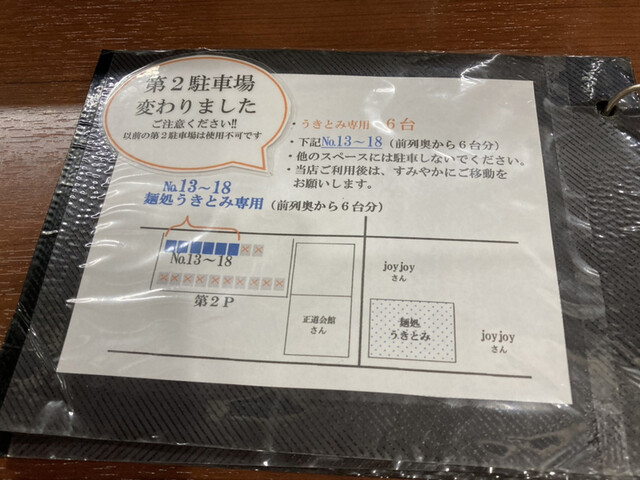 第２駐車場
変わりました
ご注意ください!!
以前の第２駐車場は使用不可です
・うきとみ専用 ６台
・下記No.13～18（前列奥から６台分）
・他のスペースには駐車しないでください。
・当店ご利用後は、すみやかにご移動を
お願いします。
No.13～18
麺処うきとみ専用（前列奥から６台分）
No.13～18
第２P
正道会館
さん
joyjoy
さん
麺処
うきとみ
joyjoy
さん